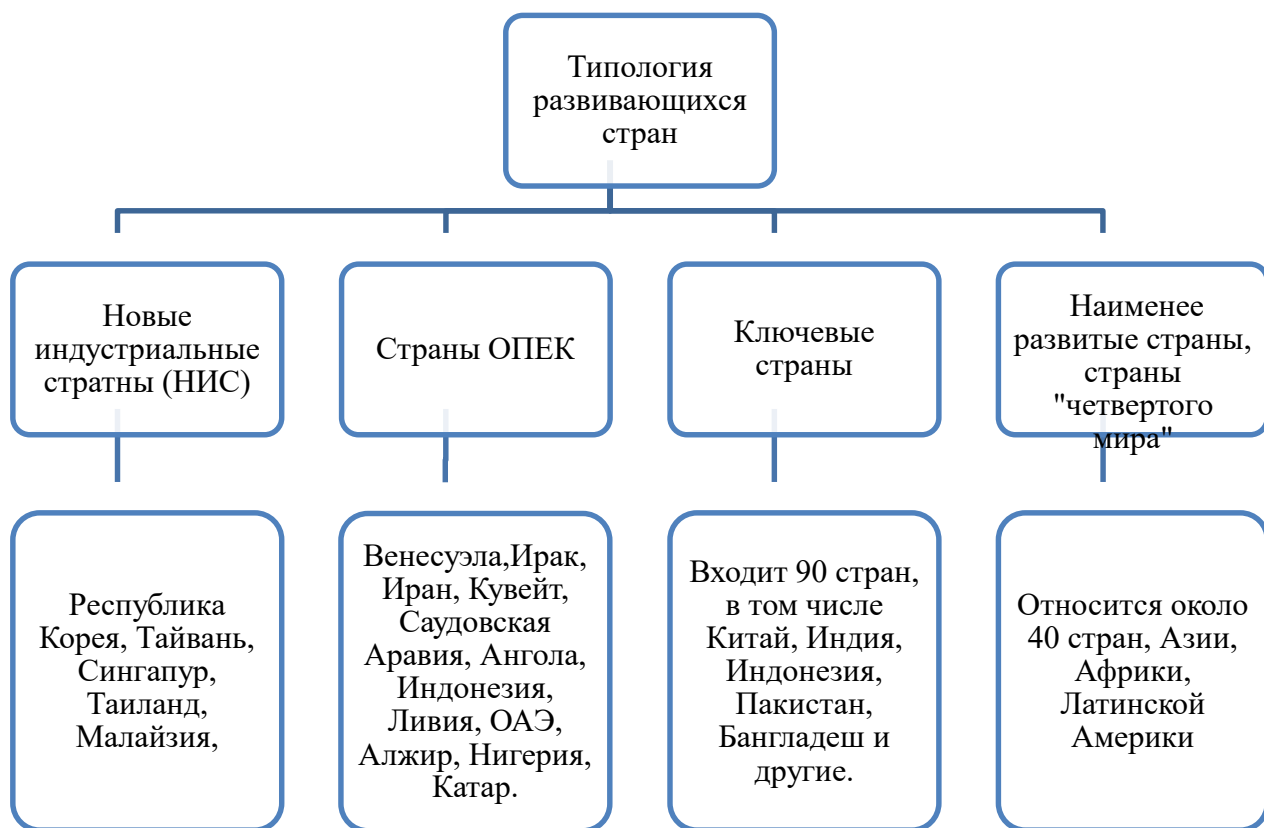 Типология
развивающихся
стран
Новые
индустриальные
стратны (НИС)
Страны ОПЕК
Ключевые
страны
Наименее
развитые страны,
страны
"четвертого
мира"
Республика
Корея, Тайвань,
Сингапур,
Таиланд,
Малайзия,
Венесуэла,Ирак,
Иран, Кувейт,
Саудовская
Аравия, Ангола,
Индонезия,
Ливия, ОАЭ,
Алжир, Нигерия,
Катар.
Входит 90 стран,
в том числе
Китай, Индия,
Индонезия,
Пакистан,
Бангладеш и
другие.
Относится около
40 стран, Азии,
Африки,
Латинской
Америки